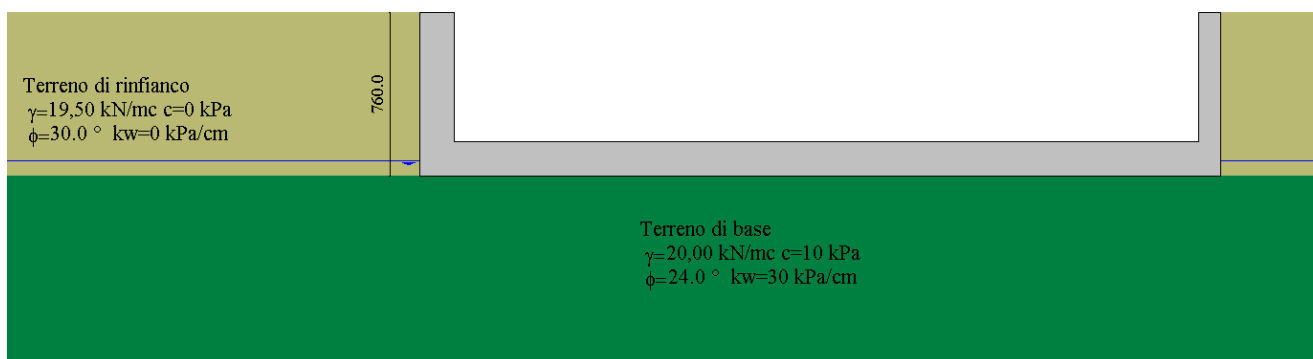 Terreno di rinfianco
γ=19,50 kN/mc c=0 kPa
ϕ=30.0 ° kw=0 kPa/cm
760.0
Terreno di base
γ=20,00 kN/mc c=10 kPa
ϕ=24.0 ° kw=30 kPa/cm